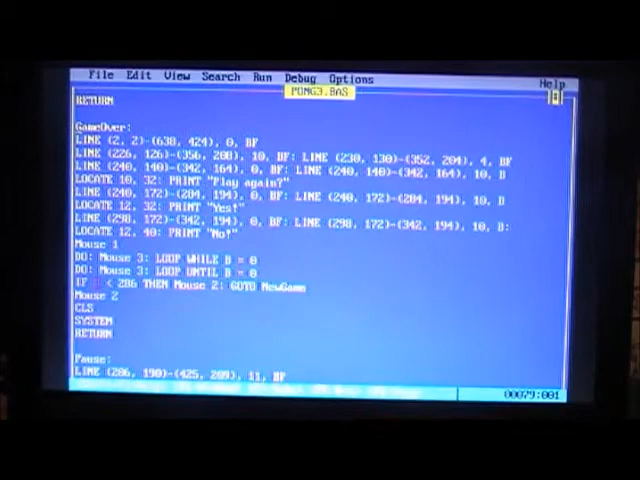 File Edit View Search Run Debug Options Help
PONG3.BAS
RETURN
GameOver:
LINE (2, 2)-(638, 424), 0, BF
LINE (226, 126)-(356, 208), 10, BF: LINE (230, 130)-(352, 204), 4, BF
LINE (240, 140)-(342, 164), 0, BF: LINE (240, 140)-(342, 164), 10, B
LOCATE 10, 32: PRINT "Play again?"
LINE (240, 172)-(284, 194), 0, BF: LINE (240, 172)-(284, 194), 10, B
LOCATE 12, 32: PRINT "Yes!"
LINE (298, 172)-(342, 194), 0, BF: LINE (298, 172)-(342, 194), 10, B:
LOCATE 12, 40: PRINT "No!"
Mouse 1
DO: Mouse 3: LOOP WHILE B = 0
DO: Mouse 3: LOOP UNTIL B = 0
IF < 286 THEN Mouse 2: GOTO NewGame
Mouse 2
CLS
SYSTEM
RETURN
Pause:
LINE (286, 190)-(425, 209), 11, BF
00079:001